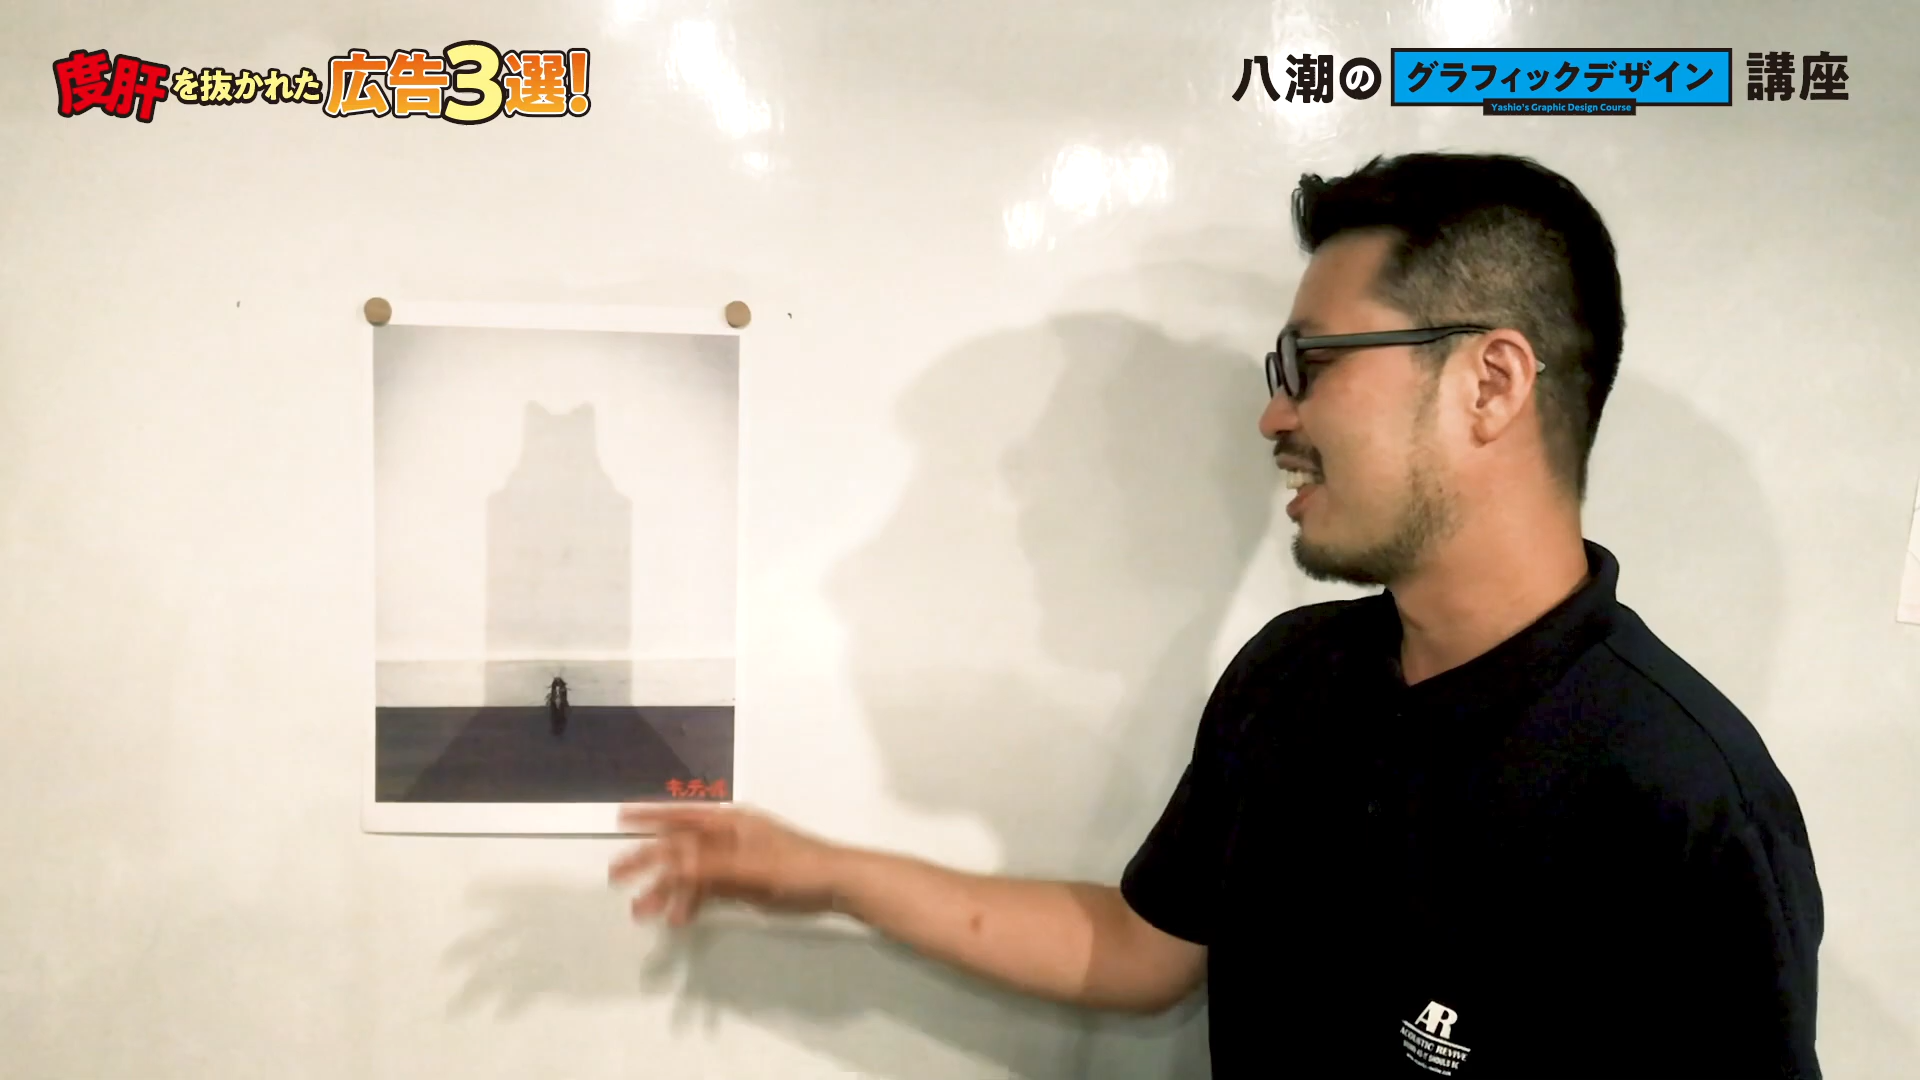 度肝を抜かれた広告3選!
八潮のグラフィックデザイン講座
Yashio's Graphic Design Course
キンチョール
AR
ACOUSTIC REVIVE